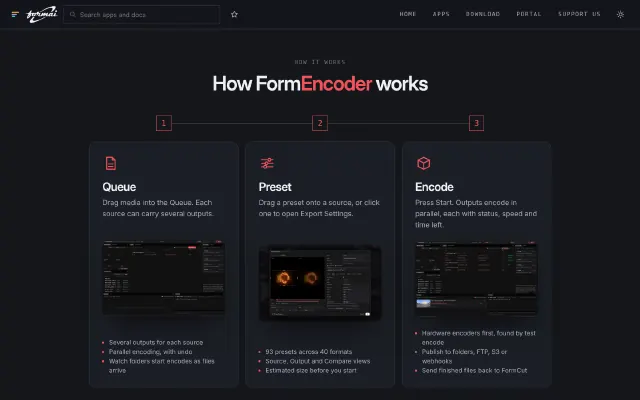 formai
Search apps and docs
HOME
APPS
DOWNLOAD
PORTAL
SUPPORT US
HOW IT WORKS
How FormEncoder works
1
2
3
Queue
Drag media into the Queue. Each
source can carry several outputs.
Several outputs for each source
Parallel encoding, with undo
Watch folders start encodes as files
arrive
Preset
Drag a preset onto a source, or click
one to open Export Settings.
93 presets across 40 formats
Source, Output and Compare views
Estimated size before you start
Encode
Press Start. Outputs encode in
parallel, each with status, speed and
time left.
Hardware encoders first, found by test
encode
Publish to folders, FTP, S3 or
webhooks
Send finished files back to FormCut